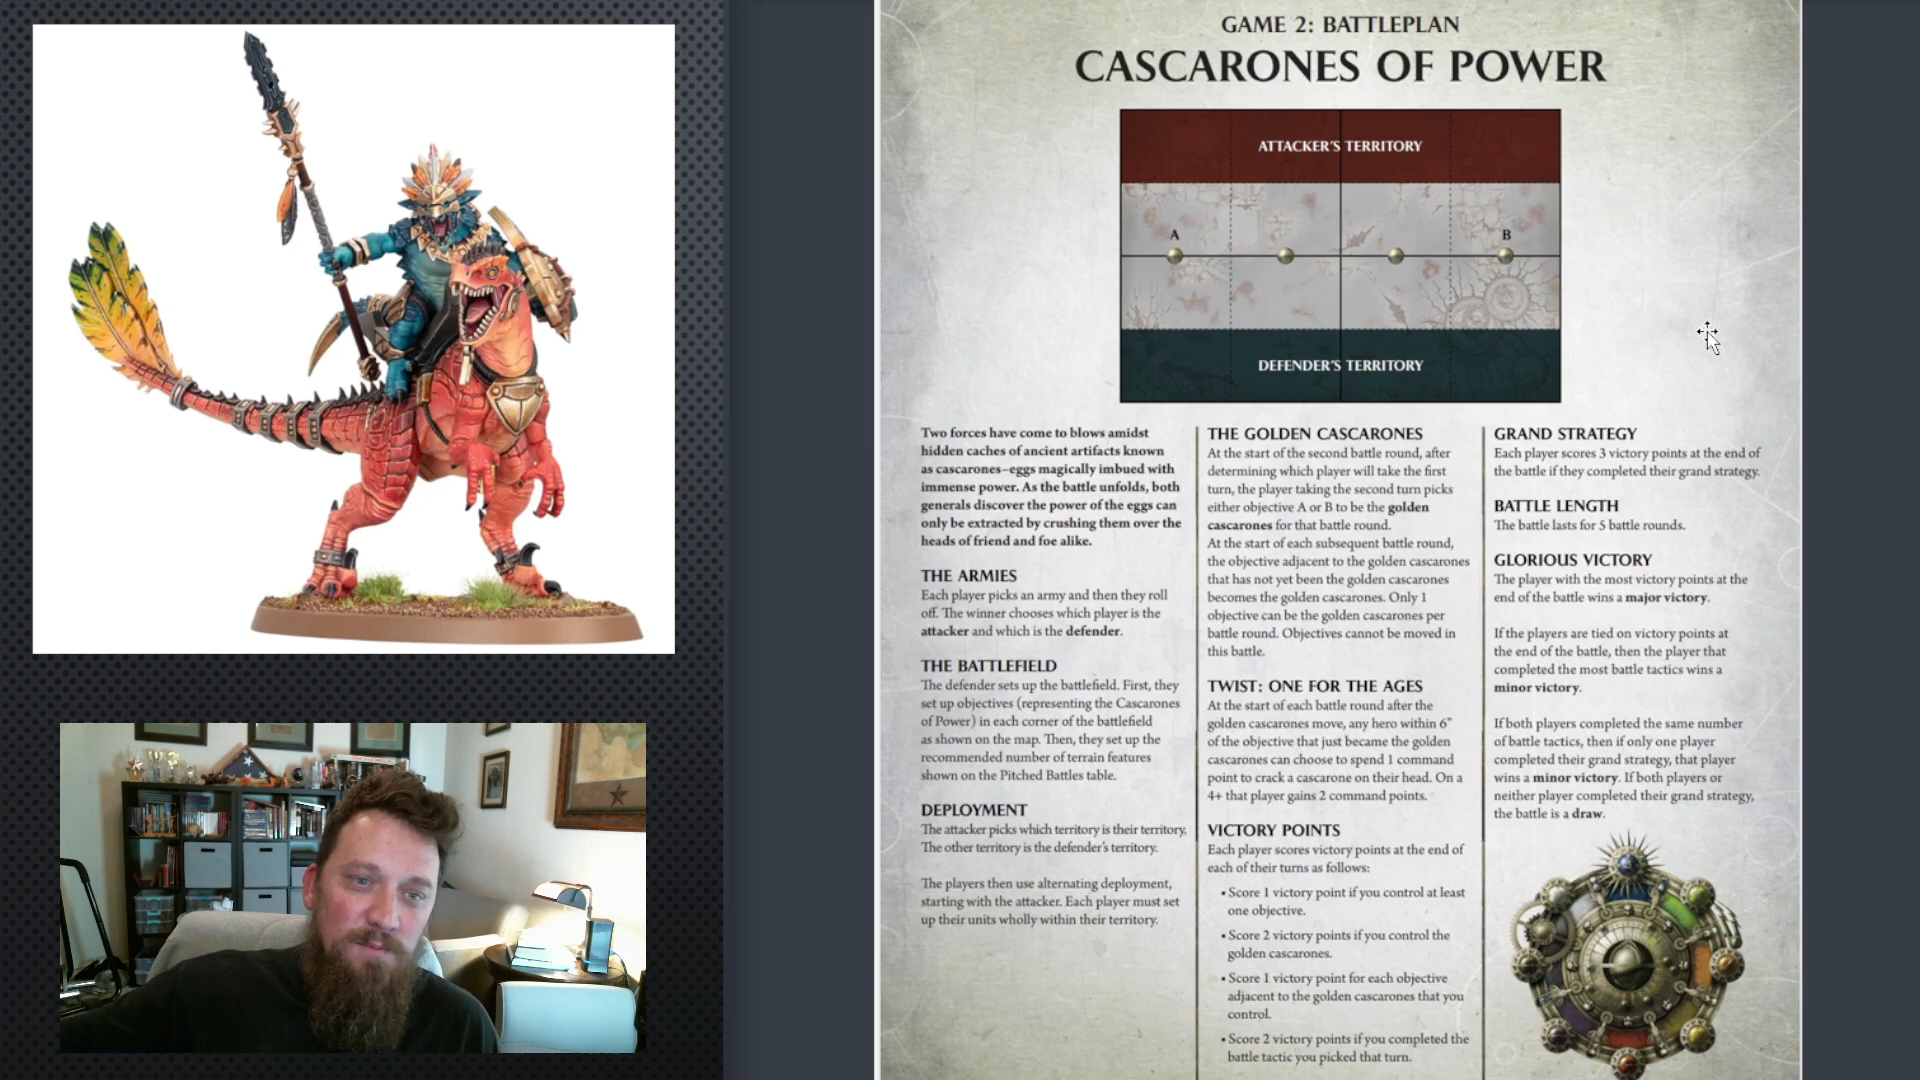 GAME 2: BATTLEPLAN
CASCARONES OF POWER
ATTACKER'S TERRITORY
A
B
DEFENDER'S TERRITORY
Two forces have come to blows amidst
hidden caches of ancient artifacts known
as cascarones–eggs magically imbued with
immense power. As the battle unfolds, both
generals discover the power of the eggs can
only be extracted by crushing them over the
heads of friend and foe alike.
THE ARMIES
Each player picks an army and then they roll
off. The winner chooses which player is the
attacker and which is the defender.
THE BATTLEFIELD
The defender sets up the battlefield. First, they
set up objectives (representing the Cascarones
of Power) in each corner of the battlefield
as shown on the map. Then, they set up the
recommended number of terrain features
shown on the Pitched Battles table.
DEPLOYMENT
The attacker picks which territory is their territory.
The other territory is the defender's territory.
The players then use alternating deployment,
starting with the attacker. Each player must set
up their units wholly within their territory.
THE GOLDEN CASCARONES
At the start of the second battle round, after
determining which player will take the first
turn, the player taking the second turn picks
either objective A or B to be the golden
cascarones for that battle round.
At the start of each subsequent battle round,
the objective adjacent to the golden cascarones
that has not yet been the golden cascarones
becomes the golden cascarones. Only 1
objective can be the golden cascarones per
battle round. Objectives cannot be moved in
this battle.
TWIST: ONE FOR THE AGES
At the start of each battle round after the
golden cascarones move, any hero within 6"
of the objective that just became the golden
cascarones can choose to spend 1 command
point to crack a cascarone on their head. On a
4+ that player gains 2 command points.
VICTORY POINTS
Each player scores victory points at the end of
each of their turns as follows:
• Score 1 victory point if you control at least
one objective.
• Score 2 victory points if you control the
golden cascarones.
• Score 1 victory point for each objective
adjacent to the golden cascarones that you
control.
• Score 2 victory points if you completed the
battle tactic you picked that turn.
GRAND STRATEGY
Each player scores 3 victory points at the end of
the battle if they completed their grand strategy.
BATTLE LENGTH
The battle lasts for 5 battle rounds.
GLORIOUS VICTORY
The player with the most victory points at the
end of the battle wins a major victory.
If the players are tied on victory points at
the end of the battle, then the player that
completed the most battle tactics wins a
minor victory.
If both players completed the same number
of battle tactics, then if only one player
completed their grand strategy, that player
wins a minor victory. If both players or
neither player completed their grand strategy,
the battle is a draw.